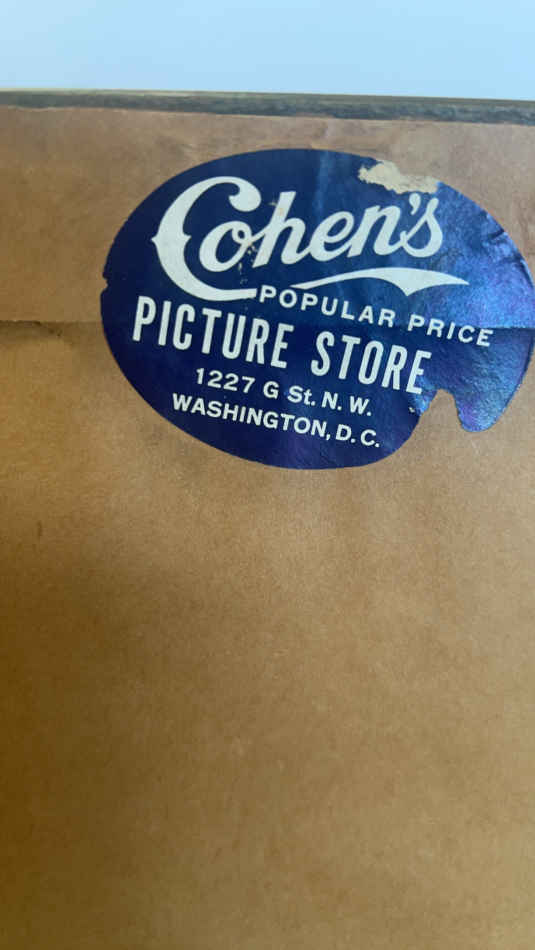 Cohen's
POPULAR PRICE
PICTURE STORE
1227 G St. N. W.
WASHINGTON, D. C.